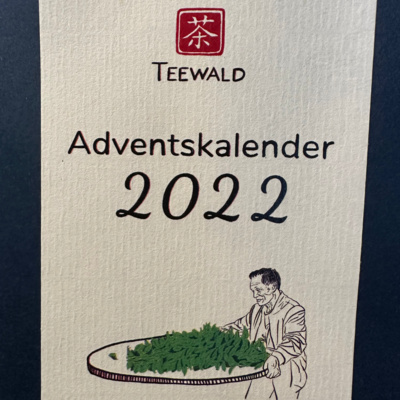 茶
TEEWALD
Adventskalender
2022